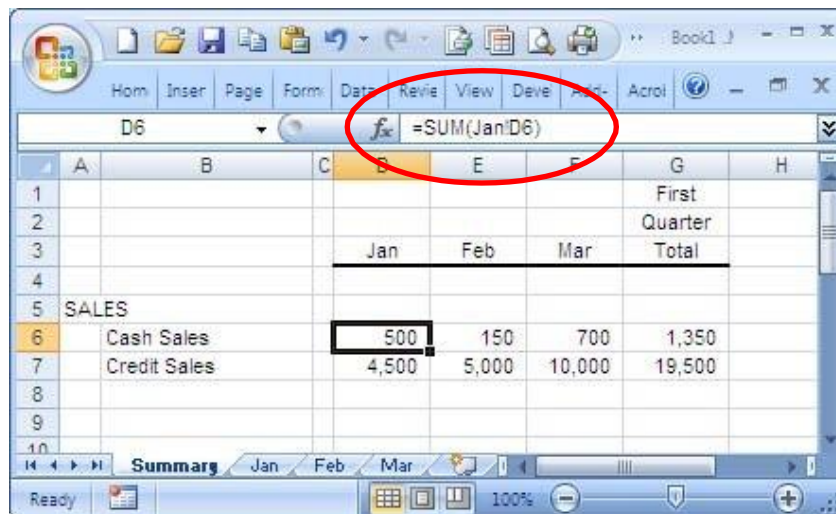 Book1
Hom Inser Page Form Data Revie View Deve Add- Acrol
D6 fx =SUM(Jan!D6)
A B C D E F G H
1 First
2 Quarter
3 Jan Feb Mar Total
4
5 SALES
6 Cash Sales 500 150 700 1,350
7 Credit Sales 4,500 5,000 10,000 19,500
8
9
10
Summary Jan Feb Mar
Ready 100%